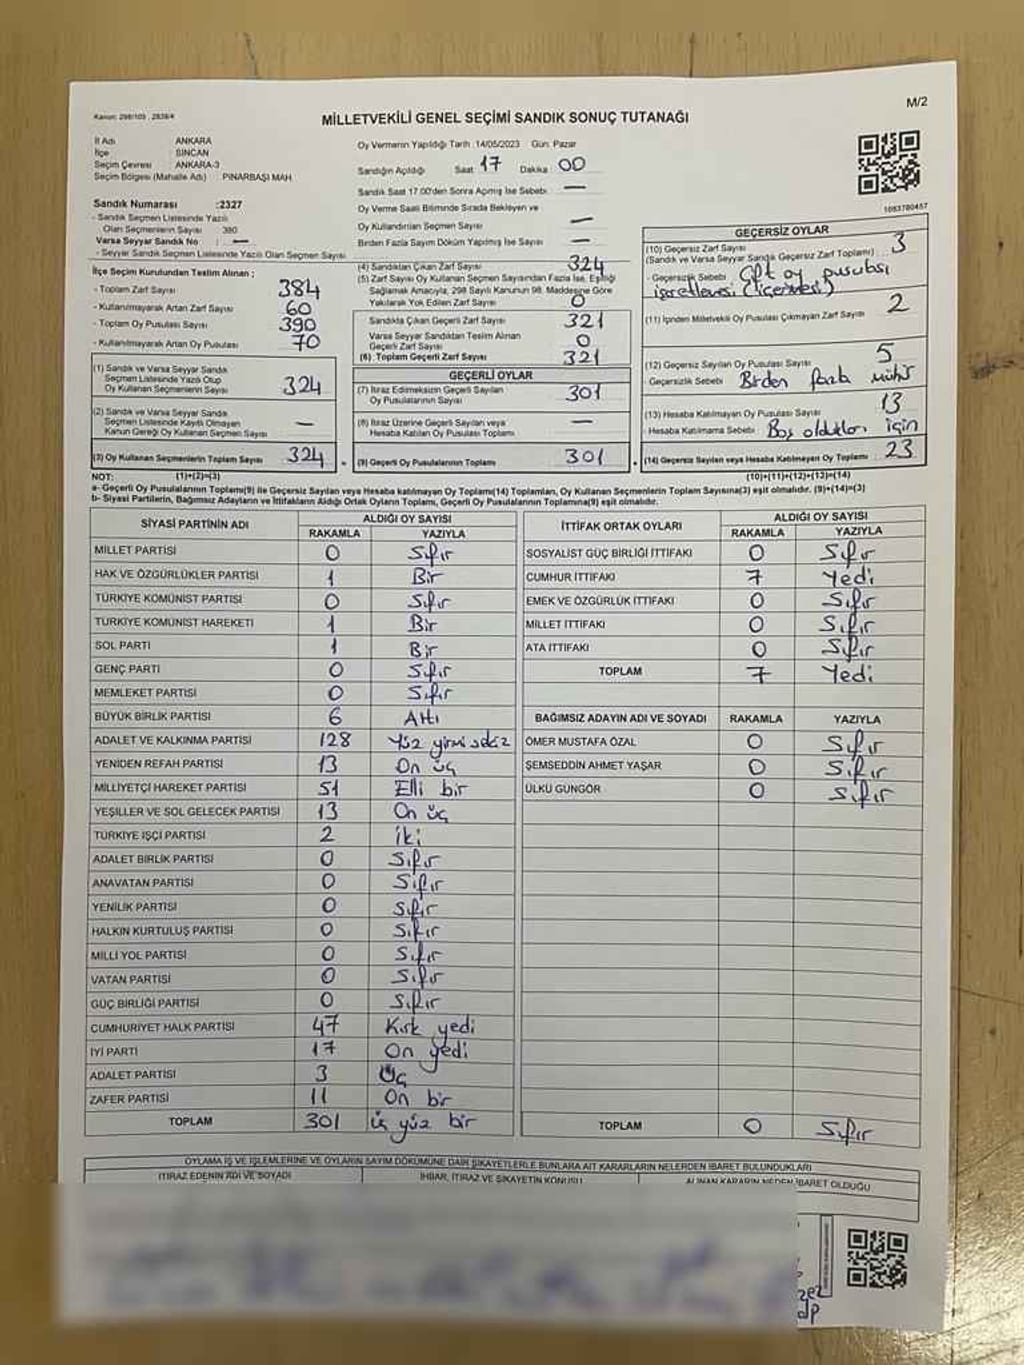 M/2
Kanun: 298/105 , 2839/4
MİLLETVEKİLİ GENEL SEÇİMİ SANDIK SONUÇ TUTANAĞI
İl Adı ANKARA
İlçe SİNCAN
Seçim Çevresi ANKARA-3
Seçim Bölgesi (Mahalle Adı) PINARBAŞI MAH.
Oy Vermenin Yapıldığı Tarih :14/05/2023 Gün: Pazar
Sandığın Açıldığı Saat 17 Dakika 00
Sandık Saat 17.00'den Sonra Açılmış İse Sebebi —
Oy Verme Saati Bitiminde Sırada Bekleyen ve
Oy Kullandırılan Seçmen Sayısı —
Birden Fazla Sayım Döküm Yapılmış İse Sayısı —
1083780457
Sandık Numarası :2327
- Sandık Seçmen Listesinde Yazılı
Olan Seçmenlerin Sayısı 380
Varsa Seyyar Sandık No : —
- Seyyar Sandık Seçmen Listesinde Yazılı Olan Seçmen Sayısı
İlçe Seçim Kurulundan Teslim Alınan ;
- Toplam Zarf Sayısı 384
- Kullanılmayarak Artan Zarf Sayısı 60
- Toplam Oy Pusulası Sayısı 390
- Kullanılmayarak Artan Oy Pusulası 70
(1) Sandık ve Varsa Seyyar Sandık
Seçmen Listesinde Yazılı Olup
Oy Kullanan Seçmenlerin Sayısı 324
(2) Sandık ve Varsa Seyyar Sandık
Seçmen Listesinde Kayıtlı Olmayan
Kanun Gereği Oy Kullanan Seçmen Sayısı —
(3) Oy Kullanan Seçmenlerin Toplam Sayısı 324
(4) Sandıktan Çıkan Zarf Sayısı 324
(5) Zarf Sayısı Oy Kullanan Seçmen Sayısından Fazla İse, Eşitliği
Sağlamak Amacıyla, 298 Sayılı Kanunun 98. Maddesine Göre
Yakılarak Yok Edilen Zarf Sayısı 0
Sandıkta Çıkan Geçerli Zarf Sayısı 321
Varsa Seyyar Sandıktan Teslim Alınan
Geçerli Zarf Sayısı 0
(6) Toplam Geçerli Zarf Sayısı 321
GEÇERLİ OYLAR
(7) İtiraz Edilmeksizin Geçerli Sayılan
Oy Pusulalarının Sayısı 301
(8) İtiraz Üzerine Geçerli Sayılan veya
Hesaba Katılan Oy Pusulası Toplamı —
(9) Geçerli Oy Pusulalarının Toplamı 301
GEÇERSİZ OYLAR
(10) Geçersiz Zarf Sayısı
(Sandık ve Varsa Seyyar Sandık Geçersiz Zarf Toplamı) 3
- Geçersizlik Sebebi Çift oy pusulası
(11) İçinden Milletvekili Oy Pusulası Çıkmayan Zarf Sayısı 2
(12) Geçersiz Sayılan Oy Pusulası Sayısı 5
Geçersizlik Sebebi Birden fazla mühür
(13) Hesaba Katılmayan Oy Pusulası Sayısı 13
- Hesaba Katılmama Sebebi Boş oldukları için
(14) Geçersiz Sayılan veya Hesaba Katılmayan Oy Toplamı 23
NOT: (1)+(2)=(3) (10)+(11)+(12)+(13)=(14)
a- Geçerli Oy Pusulalarının Toplamı(9) ile Geçersiz Sayılan veya Hesaba katılmayan Oy Toplamı(14) Toplamları, Oy Kullanan Seçmenlerin Toplam Sayısına(3) eşit olmalıdır. (9)+(14)=(3)
b- Siyasi Partilerin, Bağımsız Adayların ve İttifakların Aldığı Ortak Oyların Toplamı, Geçerli Oy Pusulalarının Toplamına(9) eşit olmalıdır.
SİYASİ PARTİNİN ADI ALDIĞI OY SAYISI
RAKAMLA YAZIYLA
MİLLET PARTİSİ 0 Sıfır
HAK VE ÖZGÜRLÜKLER PARTİSİ 1 Bir
TÜRKİYE KOMÜNİST PARTİSİ 0 Sıfır
TÜRKİYE KOMÜNİST HAREKETİ 1 Bir
SOL PARTİ 1 Bir
GENÇ PARTİ 0 Sıfır
MEMLEKET PARTİSİ 0 Sıfır
BÜYÜK BİRLİK PARTİSİ 6 Altı
ADALET VE KALKINMA PARTİSİ 128 Yüz yirmi sekiz
YENİDEN REFAH PARTİSİ 13 On üç
MİLLİYETÇİ HAREKET PARTİSİ 51 Elli bir
YEŞİLLER VE SOL GELECEK PARTİSİ 13 On üç
TÜRKİYE İŞÇİ PARTİSİ 2 iki
ADALET BİRLİK PARTİSİ 0 Sıfır
ANAVATAN PARTİSİ 0 Sıfır
YENİLİK PARTİSİ 0 Sıfır
HALKIN KURTULUŞ PARTİSİ 0 Sıfır
MİLLİ YOL PARTİSİ 0 Sıfır
VATAN PARTİSİ 0 Sıfır
GÜÇ BİRLİĞİ PARTİSİ 0 Sıfır
CUMHURİYET HALK PARTİSİ 47 Kırk yedi
İYİ PARTİ 17 On yedi
ADALET PARTİSİ 3 Üç
ZAFER PARTİSİ 11 On bir
TOPLAM 301 üç yüz bir
İTTİFAK ORTAK OYLARI ALDIĞI OY SAYISI
RAKAMLA YAZIYLA
SOSYALİST GÜÇ BİRLİĞİ İTTİFAKI 0 Sıfır
CUMHUR İTTİFAKI 7 Yedi
EMEK VE ÖZGÜRLÜK İTTİFAKI 0 Sıfır
MİLLET İTTİFAKI 0 Sıfır
ATA İTTİFAKI 0 Sıfır
TOPLAM 7 Yedi
BAĞIMSIZ ADAYIN ADI VE SOYADI RAKAMLA YAZIYLA
ÖMER MUSTAFA ÖZAL 0 Sıfır
ŞEMSEDDİN AHMET YAŞAR 0 Sıfır
ÜLKÜ GÜNGÖR 0 Sıfır
TOPLAM 0 Sıfır
OYLAMA İŞ VE İŞLEMLERİNE VE OYLARIN SAYIM DÖKÜMÜNE DAİR ŞİKAYETLERLE BUNLARA AİT KARARLARIN NELERDEN İBARET BULUNDUKLARI
İTİRAZ EDENİN ADI VE SOYADI İHBAR, İTİRAZ VE ŞİKAYETİN KONUSU ALINAN KARARIN NEDEN İBARET OLDUĞU